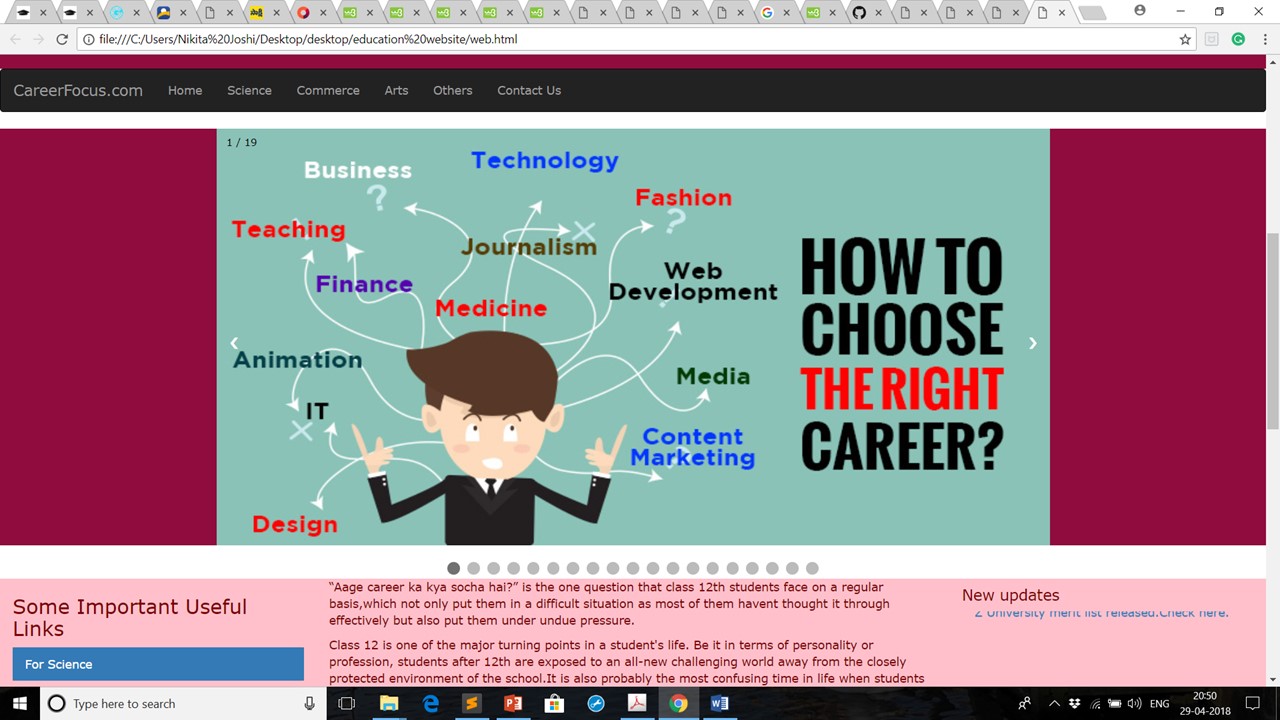 file:///C:/Users/Nikita%20Joshi/Desktop/desktop/education%20website/web.html
CareerFocus.com Home Science Commerce Arts Others Contact Us
1 / 19
Business
Technology
Fashion
Teaching
Journalism
Web
Development
Finance
Medicine
Animation
Media
IT
Content
Marketing
Design
HOW TO
CHOOSE
THE RIGHT
CAREER?
Some Important Useful
Links
For Science
“Aage career ka kya socha hai?” is the one question that class 12th students face on a regular
basis,which not only put them in a difficult situation as most of them havent thought it through
effectively but also put them under undue pressure.
Class 12 is one of the major turning points in a student's life. Be it in terms of personality or
profession, students after 12th are exposed to an all-new challenging world away from the closely
protected environment of the school.It is also probably the most confusing time in life when students
New updates
University merit list released.Check here.
Type here to search
ENG
20:50
29-04-2018